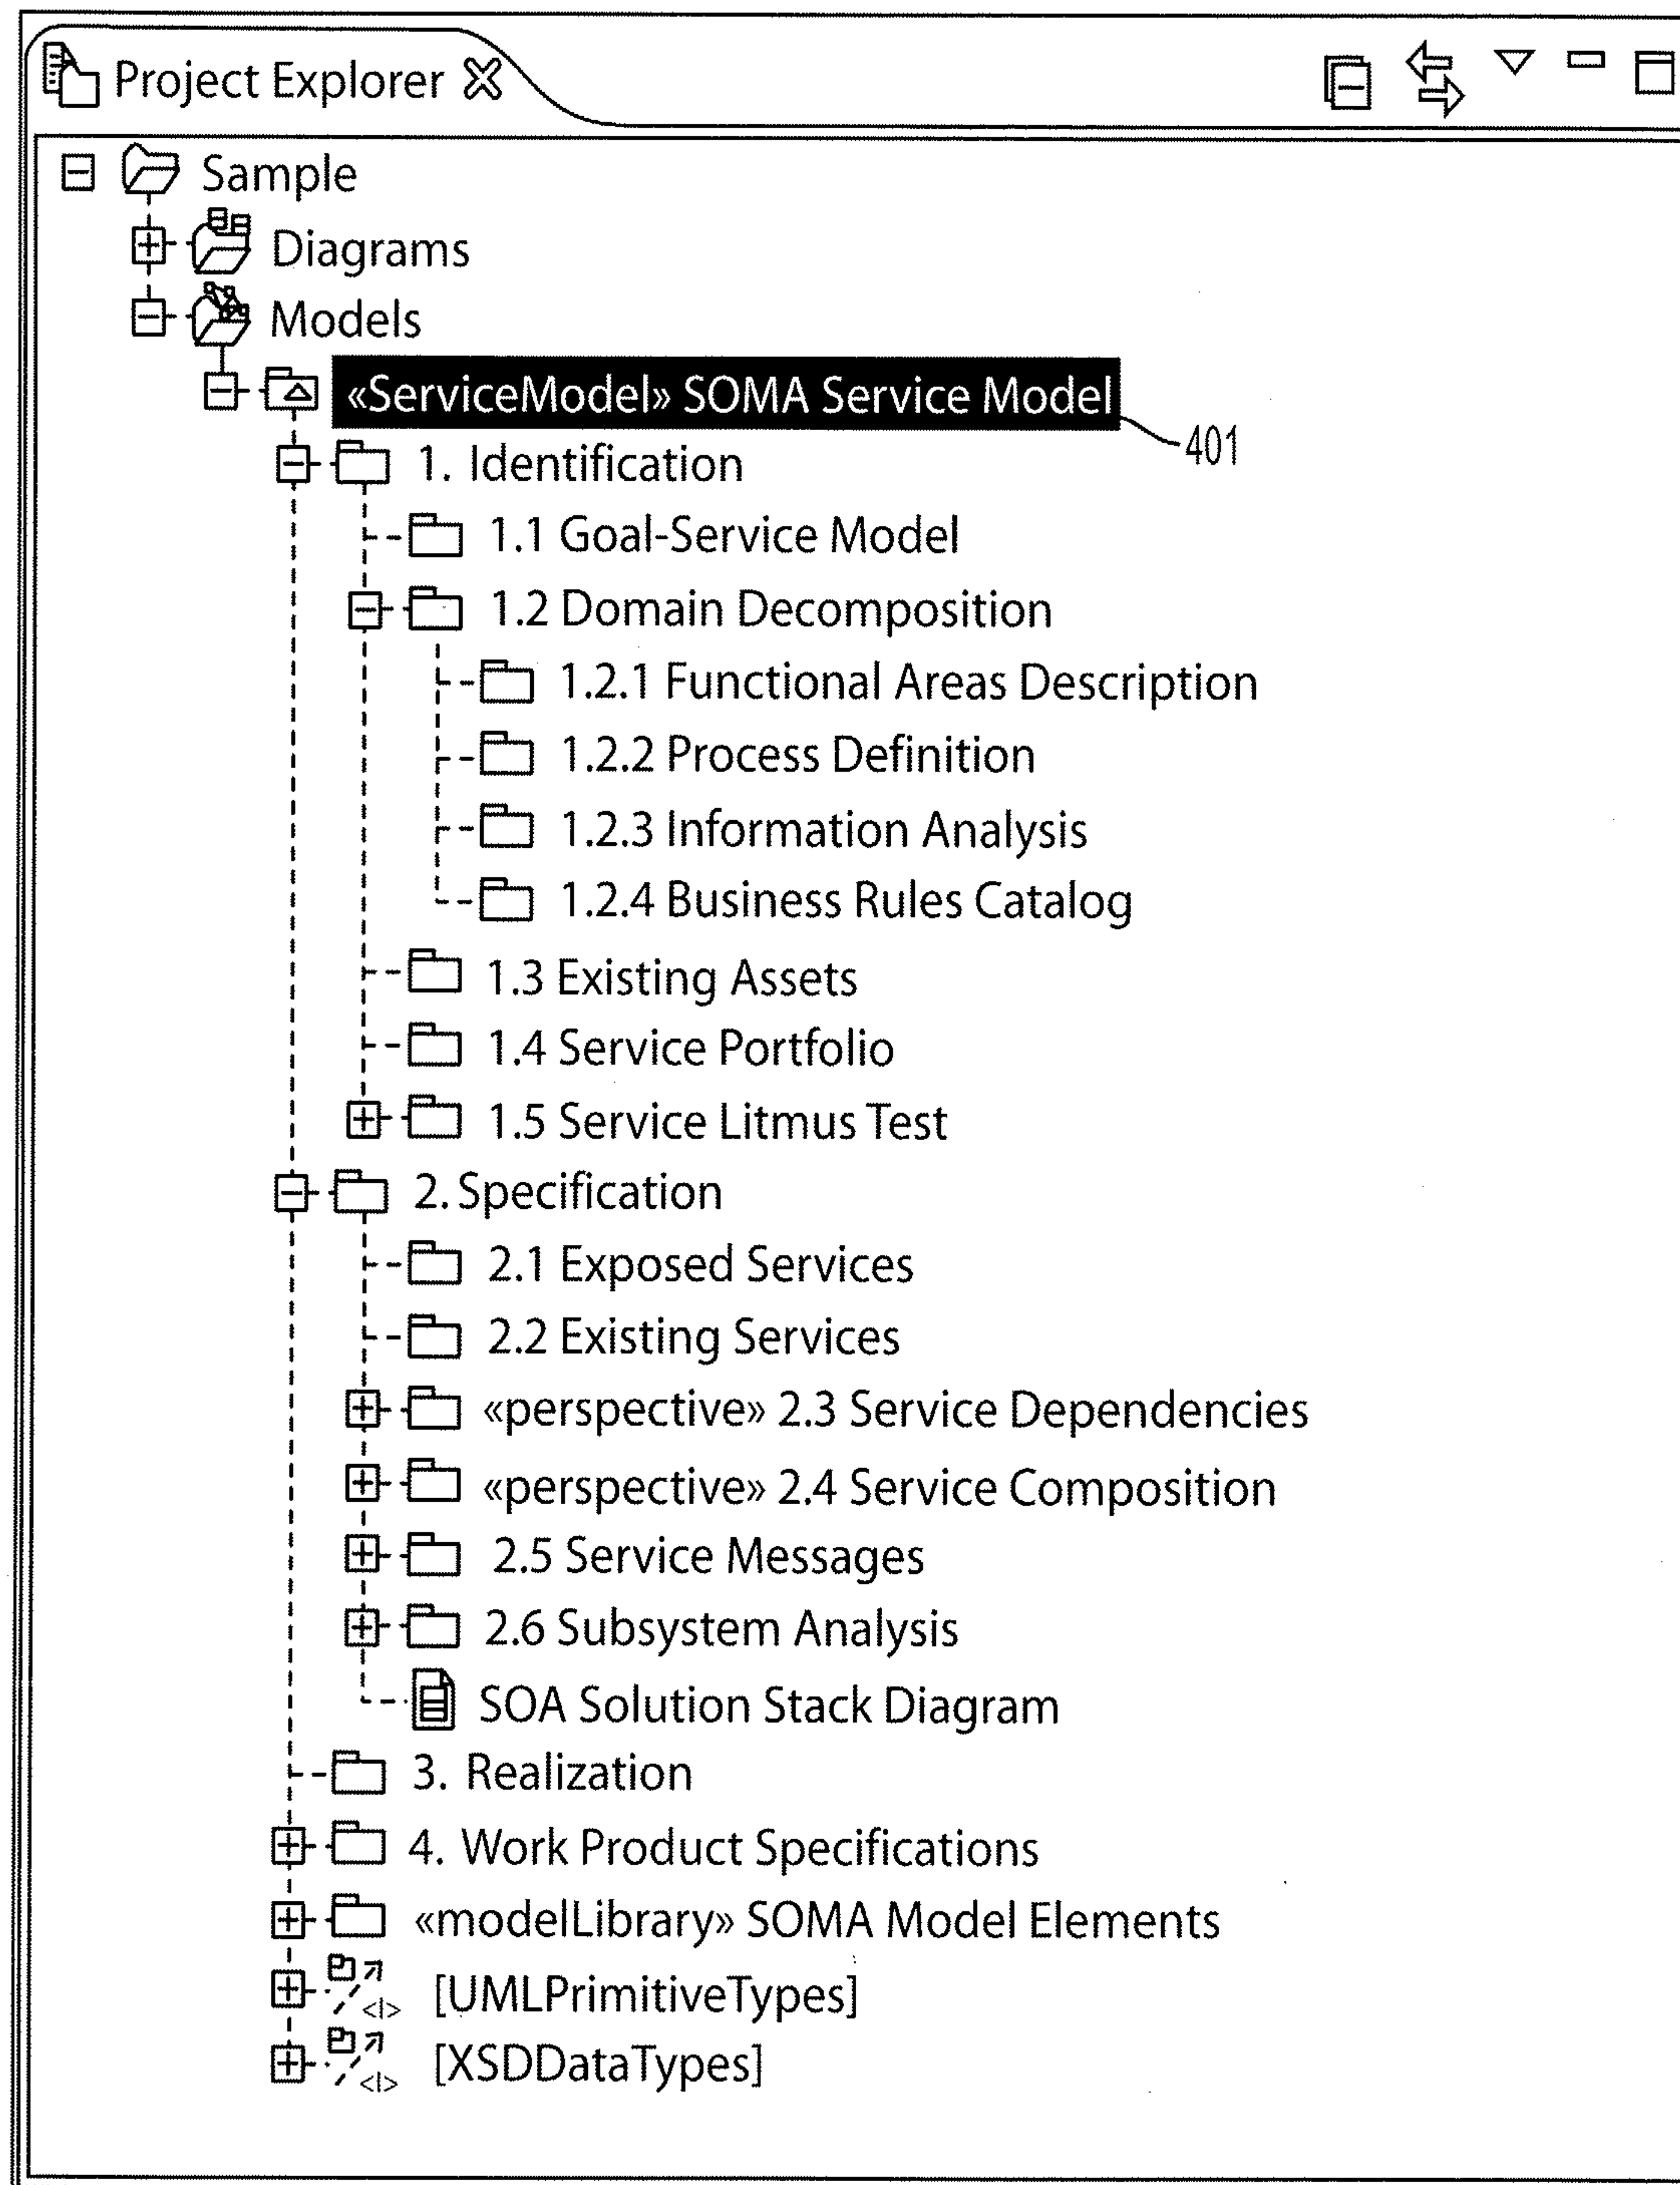 Project Explorer
Sample
Diagrams
Models
«ServiceModel» SOMA Service Model
401
1. Identification
1.1 Goal-Service Model
1.2 Domain Decomposition
1.2.1 Functional Areas Description
1.2.2 Process Definition
1.2.3 Information Analysis
1.2.4 Business Rules Catalog
1.3 Existing Assets
1.4 Service Portfolio
1.5 Service Litmus Test
2. Specification
2.1 Exposed Services
2.2 Existing Services
«perspective» 2.3 Service Dependencies
«perspective» 2.4 Service Composition
2.5 Service Messages
2.6 Subsystem Analysis
SOA Solution Stack Diagram
3. Realization
4. Work Product Specifications
«modelLibrary» SOMA Model Elements
[UMLPrimitiveTypes]
[XSDDataTypes]